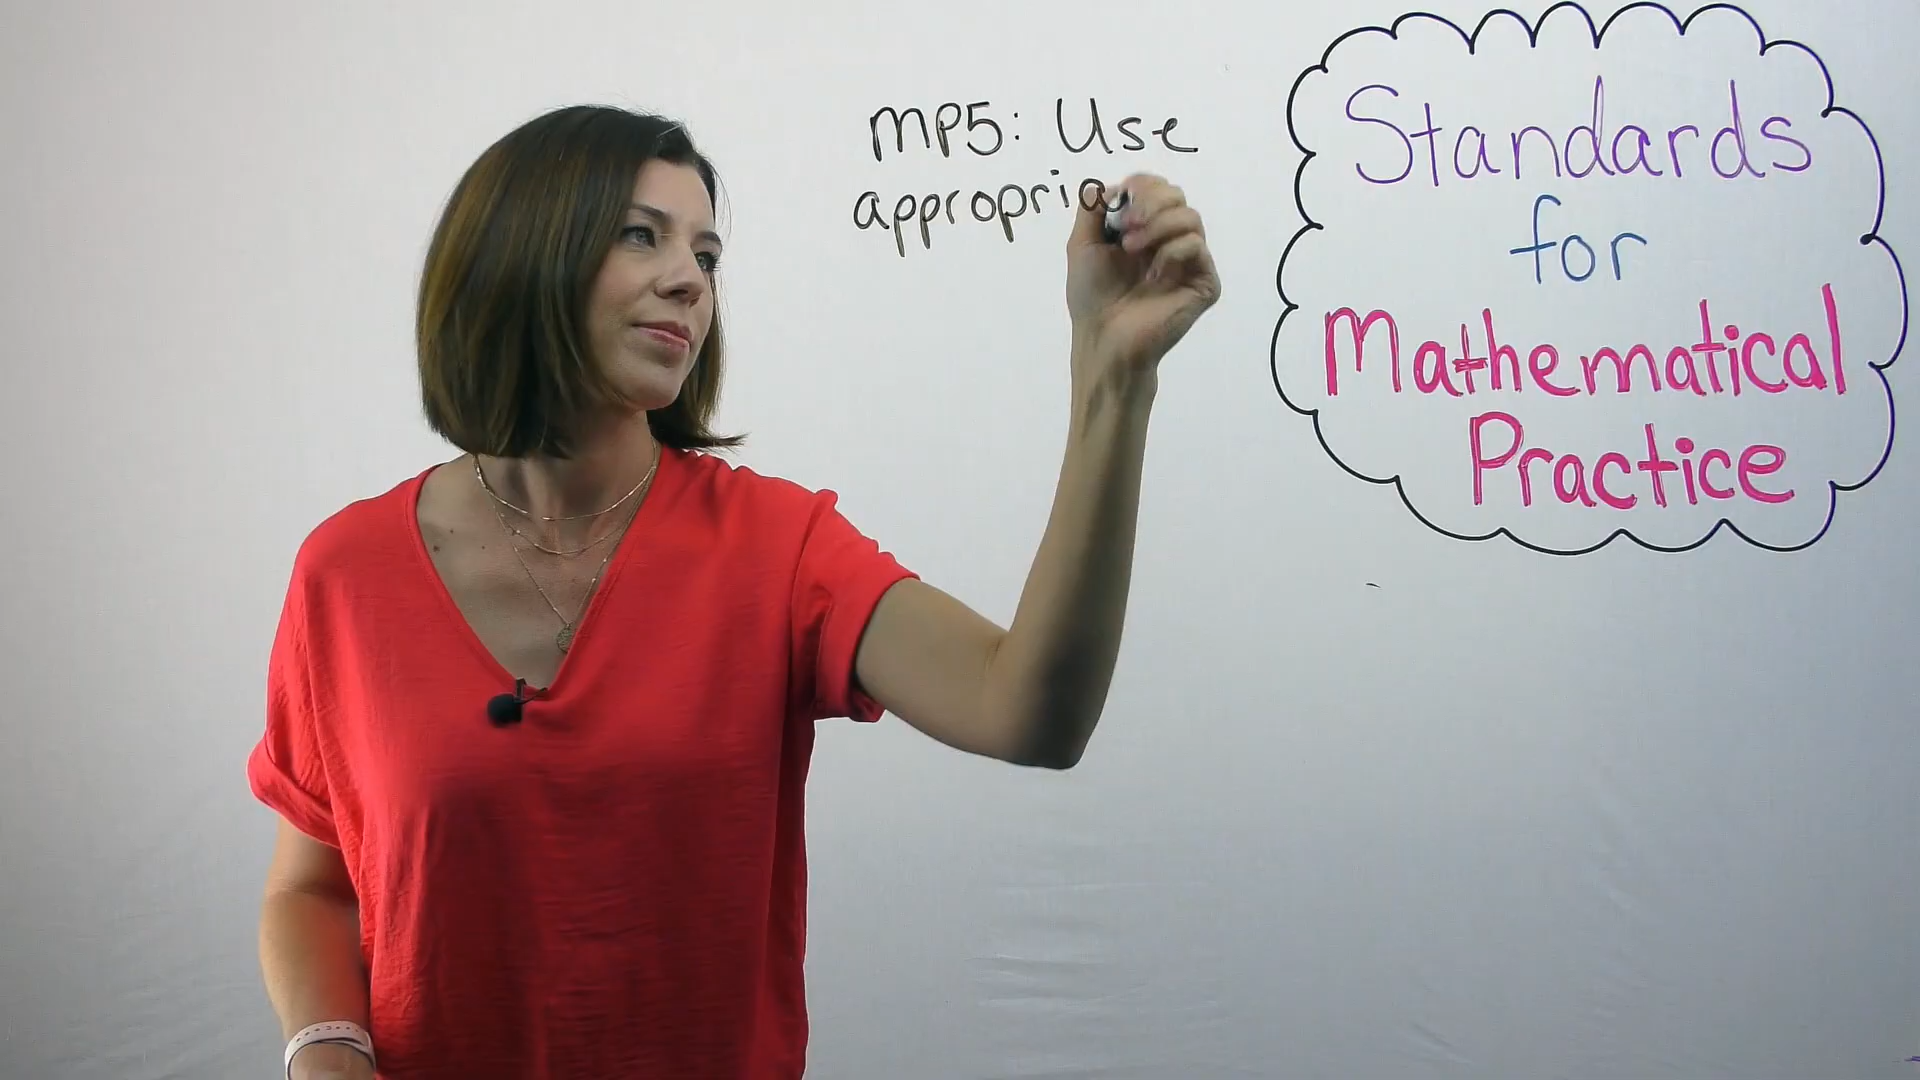 MP5: Use
appropria
Standards
for
Mathematical
Practice